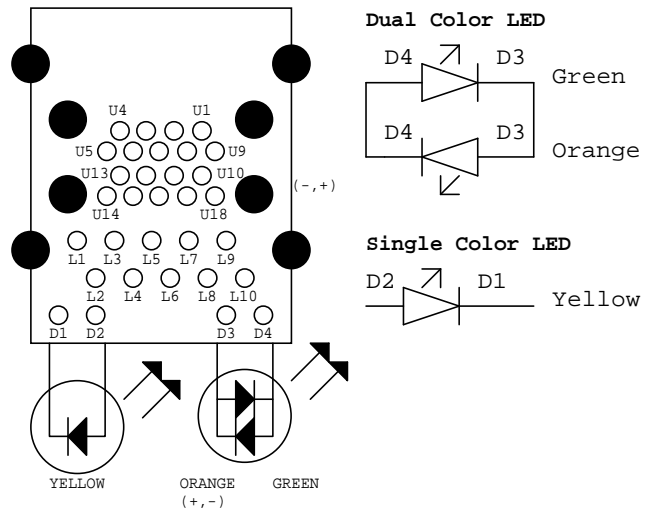 Dual Color LED
D4 D3
Green
D4 D3
Orange
U4 U1
U5 U9
U13 U10
(-,+)
U14 U18
L1 L3 L5 L7 L9
L2 L4 L6 L8 L10
D1 D2 D3 D4
Single Color LED
D2 D1
Yellow
YELLOW ORANGE GREEN
(+,-)